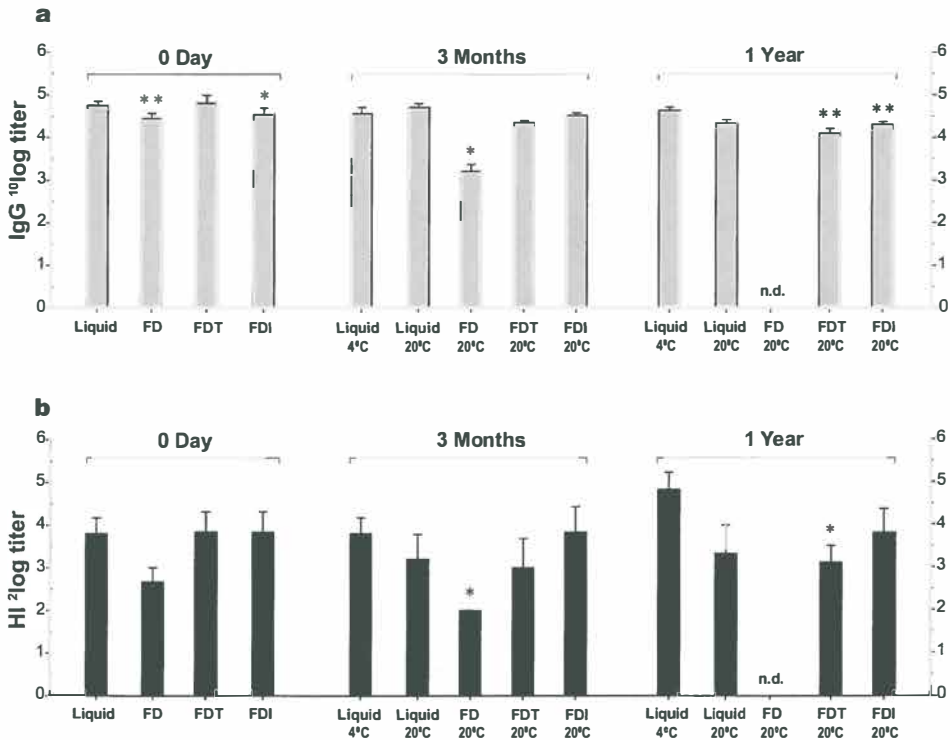 a
0 Day 3 Months 1 Year
** * * ** **
IgG ¹⁰log titer
6 6
5 5
4 4
3 3
2 2
1 1
0 0
n.d.
Liquid FD FDT FDI Liquid Liquid FD FDT FDI Liquid Liquid FD FDT FDI
4°C 20°C 20°C 20°C 20°C 4°C 20°C 20°C 20°C 20°C
b
0 Day 3 Months 1 Year
* *
HI ²log titer
6 6
5 5
4 4
3 3
2 2
1 1
0 0
n.d.
Liquid FD FDT FDI Liquid Liquid FD FDT FDI Liquid Liquid FD FDT FDI
4°C 20°C 20°C 20°C 20°C 4°C 20°C 20°C 20°C 20°C